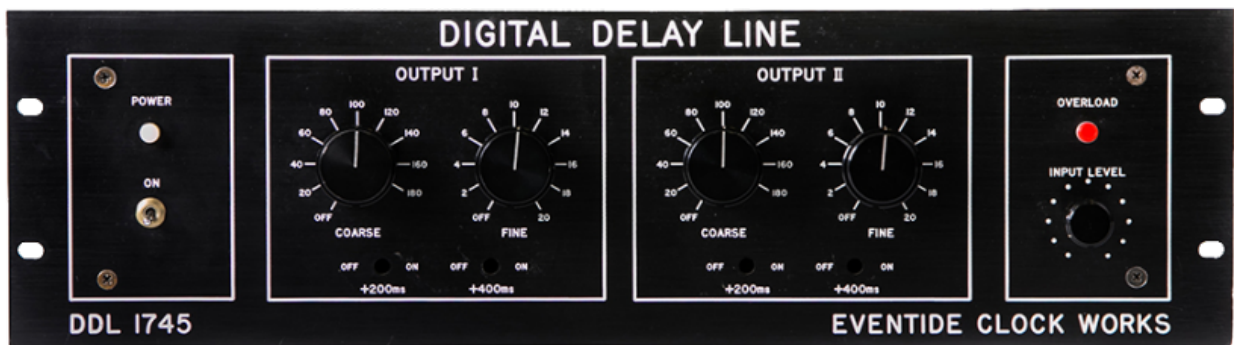 DIGITAL DELAY LINE
POWER
ON
OUTPUT I
OFF 20 40 60 80 100 120 140 160 180
COARSE
OFF 2 4 6 8 10 12 14 16 18 20
FINE
OFF ON
+200ms
OFF ON
+400ms
OUTPUT II
OFF 20 40 60 80 100 120 140 160 180
COARSE
OFF 2 4 6 8 10 12 14 16 18 20
FINE
OFF ON
+200ms
OFF ON
+400ms
OVERLOAD
INPUT LEVEL
DDL 1745
EVENTIDE CLOCK WORKS